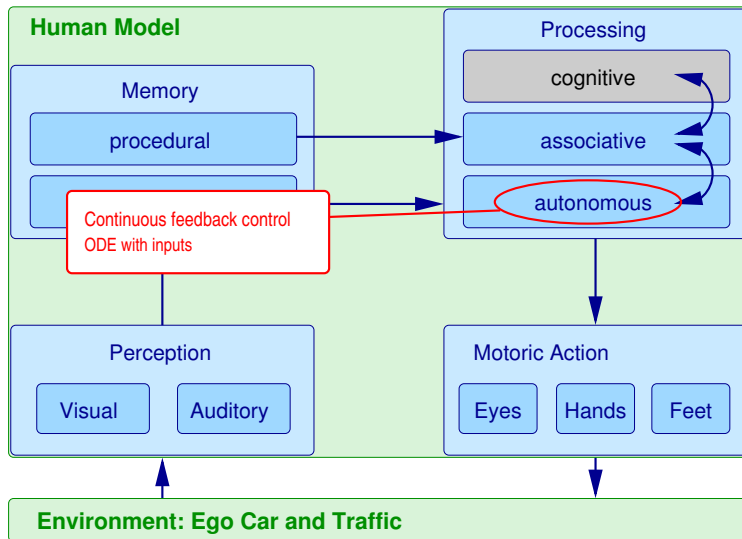 Human Model
Processing
cognitive
associative
autonomous
Memory
procedural
Continuous feedback control
ODE with inputs
Perception
Visual
Auditory
Motoric Action
Eyes
Hands
Feet
Environment: Ego Car and Traffic